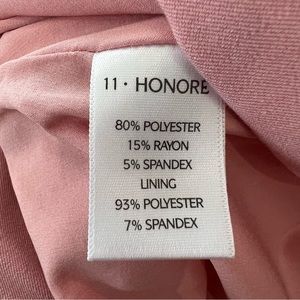 11 · HONORE
80% POLYESTER
15% RAYON
5% SPANDEX
LINING
93% POLYESTER
7% SPANDEX